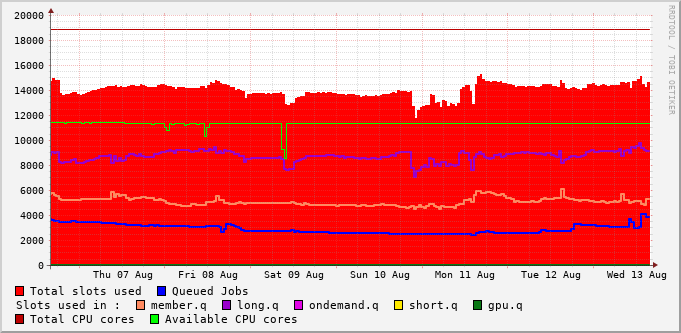 20000
18000
16000
14000
12000
10000
8000
6000
4000
2000
0
Thu 07 Aug Fri 08 Aug Sat 09 Aug Sun 10 Aug Mon 11 Aug Tue 12 Aug Wed 13 Aug
Total slots used Queued Jobs
Slots used in : member.q long.q ondemand.q short.q gpu.q
Total CPU cores Available CPU cores
RRDTOOL / TOBI OETIKER